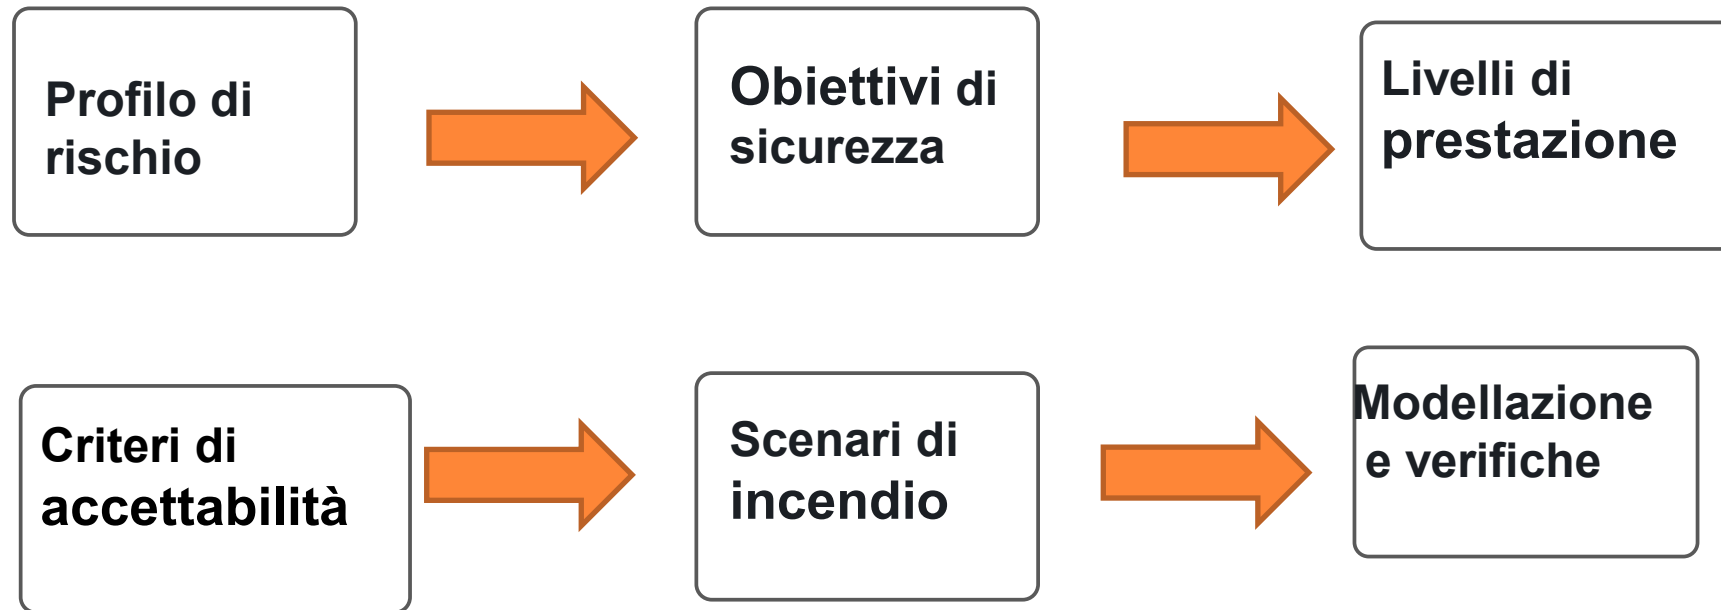 Profilo di
rischio
Obiettivi di
sicurezza
Livelli di
prestazione
Criteri di
accettabilità
Scenari di
incendio
Modellazione
e verifiche